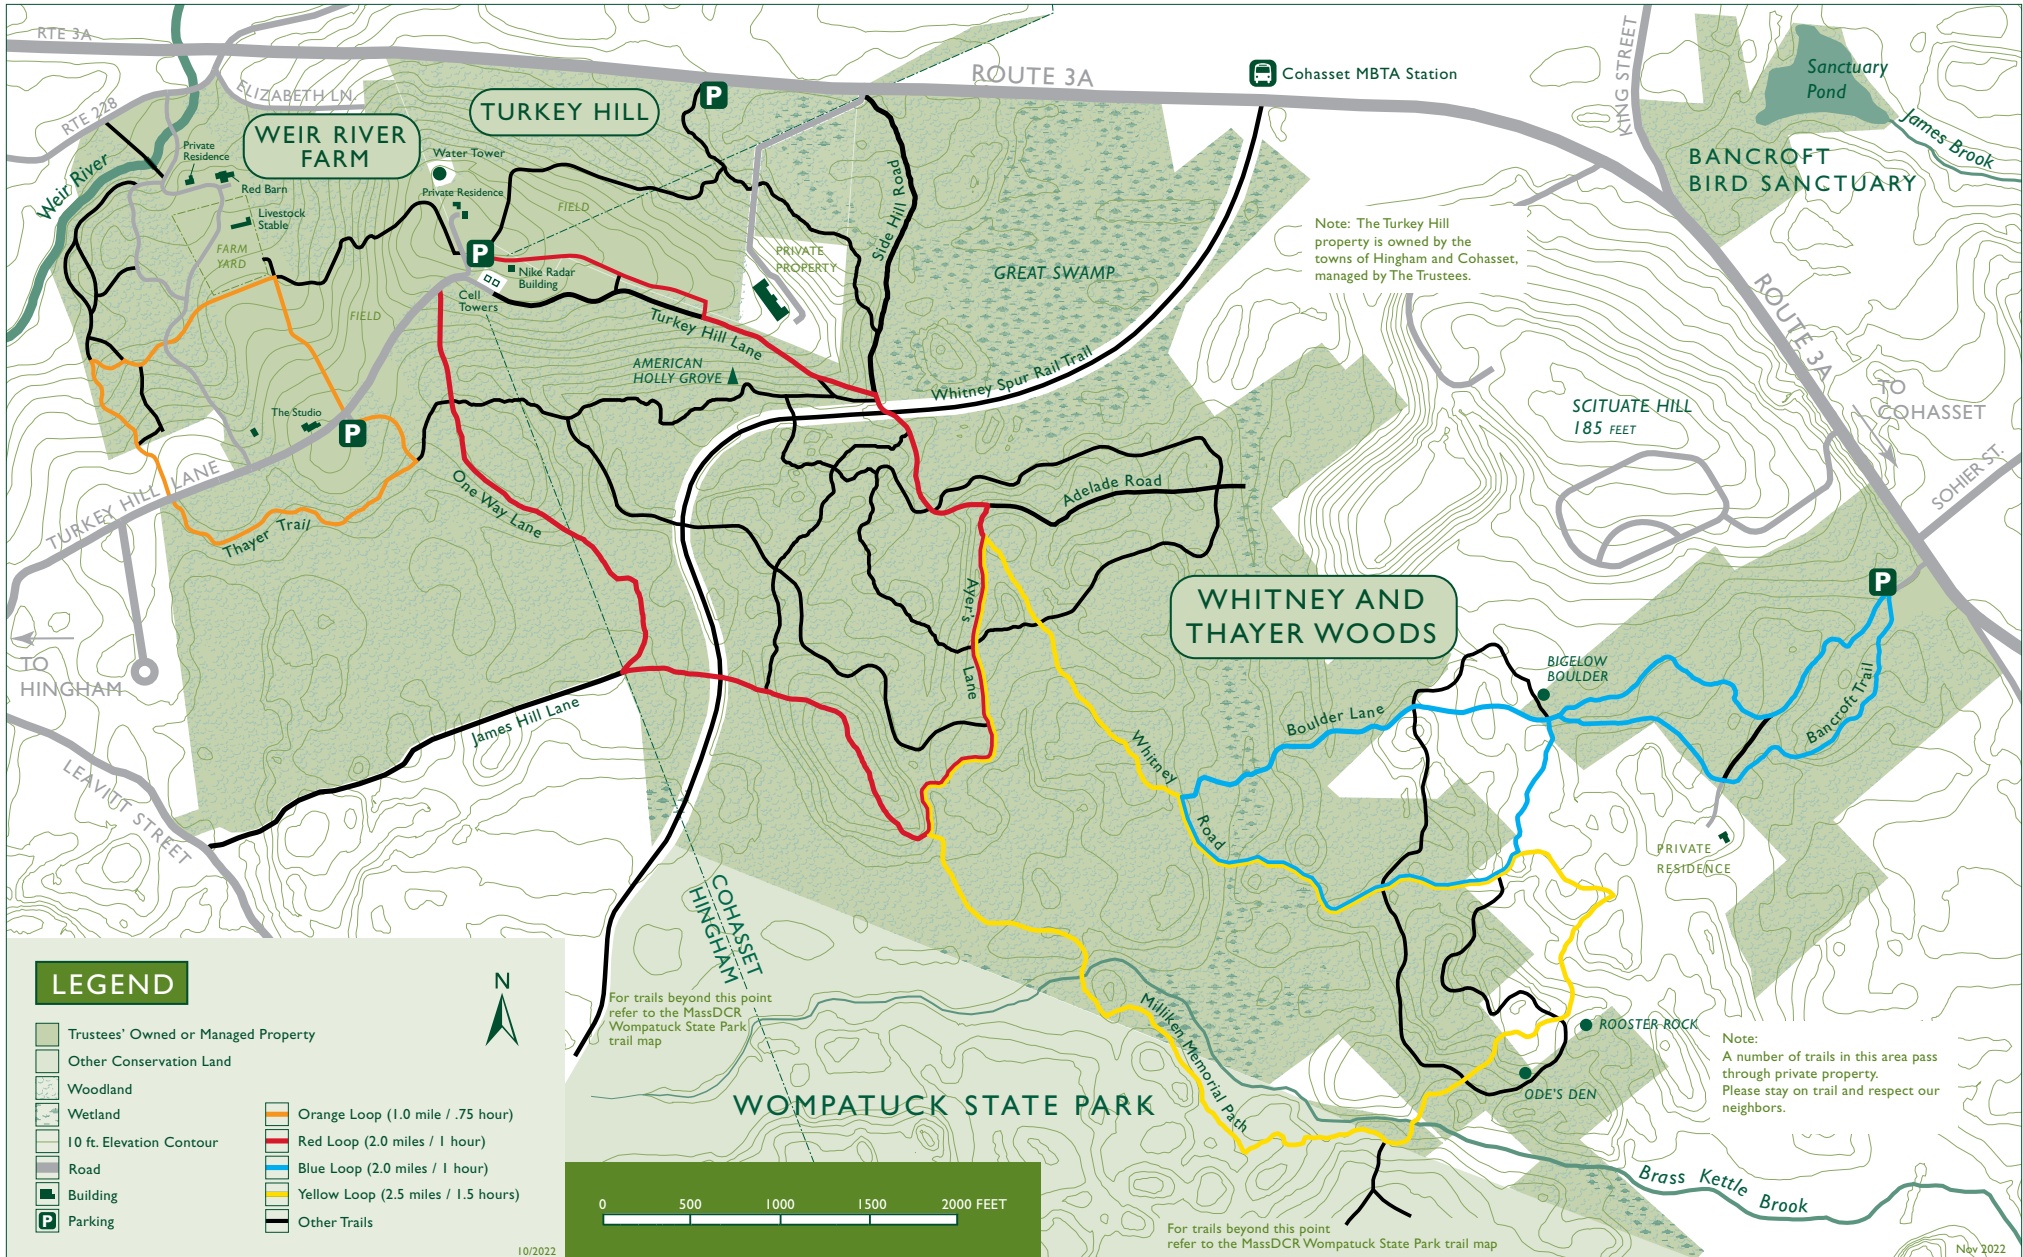 RTE 3A
RTE 228
ELIZABETH LN.
ROUTE 3A
Cohasset MBTA Station
KING STREET
Sanctuary
Pond
James Brook
BANCROFT
BIRD SANCTUARY
TURKEY HILL
WEIR RIVER
FARM
Weir River
Private
Residence
Red Barn
Livestock
Stable
FARM
YARD
Water Tower
Private Residence
FIELD
P
P
Nike Radar
Building
Cell
Towers
FIELD
Turkey Hill Lane
AMERICAN
HOLLY GROVE
PRIVATE
PROPERTY
Side Hill Road
GREAT SWAMP
Whitney Spur Rail Trail
Note: The Turkey Hill
property is owned by the
towns of Hingham and Cohasset,
managed by The Trustees.
ROUTE 3A
TO
COHASSET
SCITUATE HILL
185 FEET
SOHIER ST.
The Studio
P
TURKEY HILL LANE
Thayer Trail
One Way Lane
Adelade Road
Ayer's
Lane
WHITNEY AND
THAYER WOODS
P
BIGELOW
BOULDER
Boulder Lane
Bancroft Trail
TO
HINGHAM
James Hill Lane
LEAVITT STREET
Whitney
Road
PRIVATE
RESIDENCE
COHASSET
HINGHAM
For trails beyond this point
refer to the MassDCR
Wompatuck State Park
trail map
Milliken Memorial Path
ROOSTER ROCK
ODE'S DEN
Note:
A number of trails in this area pass
through private property.
Please stay on trail and respect our
neighbors.
WOMPATUCK STATE PARK
Brass Kettle Brook
For trails beyond this point
refer to the MassDCR Wompatuck State Park trail map
Nov 2022
LEGEND
N
Trustees' Owned or Managed Property
Other Conservation Land
Woodland
Wetland
10 ft. Elevation Contour
Road
Building
P Parking
Orange Loop (1.0 mile / .75 hour)
Red Loop (2.0 miles / 1 hour)
Blue Loop (2.0 miles / 1 hour)
Yellow Loop (2.5 miles / 1.5 hours)
Other Trails
10/2022
0 500 1000 1500 2000 FEET